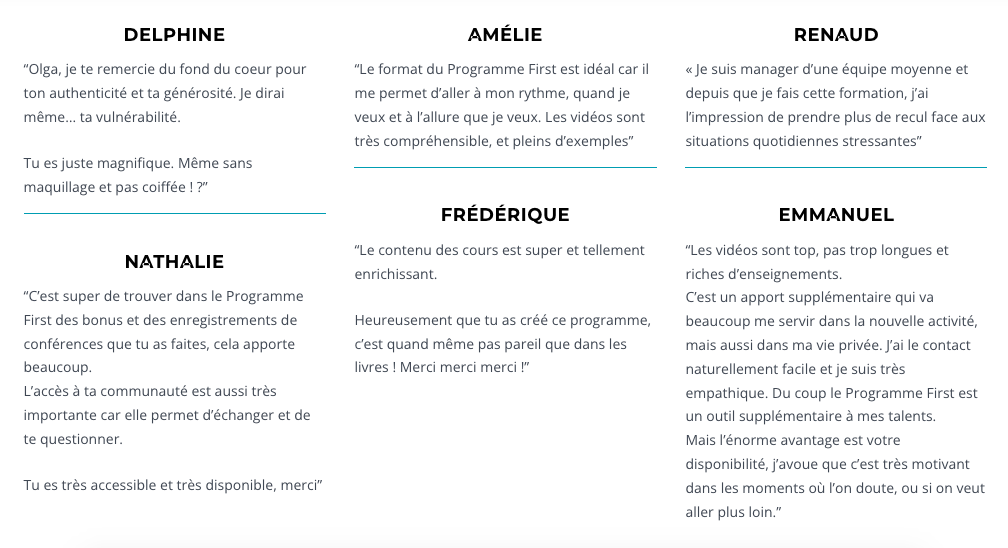 DELPHINE
“Olga, je te remercie du fond du coeur pour
ton authenticité et ta générosité. Je dirai
même... ta vulnérabilité.
Tu es juste magnifique. Même sans
maquillage et pas coiffée ! ?”
NATHALIE
“C’est super de trouver dans le Programme
First des bonus et des enregistrements de
conférences que tu as faites, cela apporte
beaucoup.
L’accès à ta communauté est aussi très
importante car elle permet d’échanger et de
te questionner.
Tu es très accessible et très disponible, merci”
AMÉLIE
“Le format du Programme First est idéal car il
me permet d’aller à mon rythme, quand je
veux et à l’allure que je veux. Les vidéos sont
très compréhensible, et pleins d’exemples”
FRÉDÉRIQUE
“Le contenu des cours est super et tellement
enrichissant.
Heureusement que tu as créé ce programme,
c’est quand même pas pareil que dans les
livres ! Merci merci merci !”
RENAUD
« Je suis manager d’une équipe moyenne et
depuis que je fais cette formation, j’ai
l’impression de prendre plus de recul face aux
situations quotidiennes stressantes”
EMMANUEL
“Les vidéos sont top, pas trop longues et
riches d’enseignements.
C’est un apport supplémentaire qui va
beaucoup me servir dans la nouvelle activité,
mais aussi dans ma vie privée. J’ai le contact
naturellement facile et je suis très
empathique. Du coup le Programme First est
un outil supplémentaire à mes talents.
Mais l’énorme avantage est votre
disponibilité, j’avoue que c’est très motivant
dans les moments où l’on doute, ou si on veut
aller plus loin.”